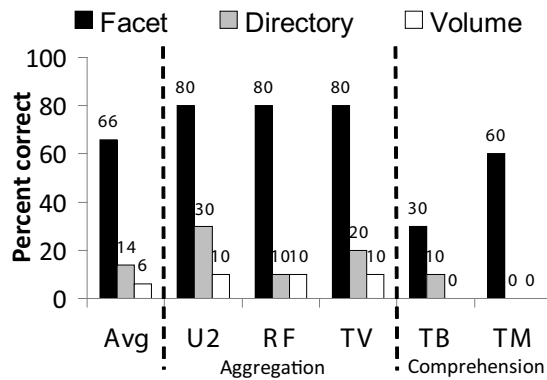 Facet Directory Volume
Percent correct
100
80
60
40
20
0
66 14 6
80 30 10
80 10 10
80 20 10
30 10 0
60 0 0
Avg U2 RF TV TB TM
Aggregation Comprehension